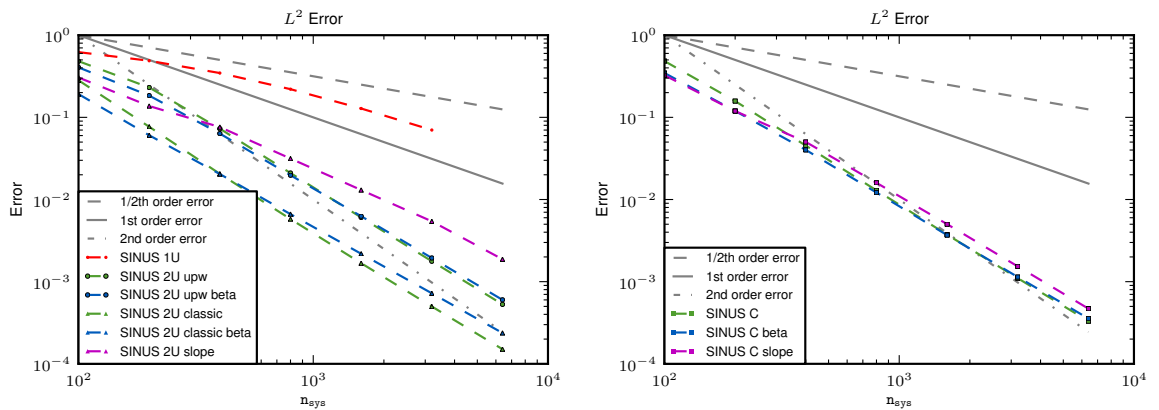 L² Error
10⁰
10⁻¹
10⁻²
10⁻³
10⁻⁴
Error
1/2th order error
1st order error
2nd order error
SINUS 1U
SINUS 2U upw
SINUS 2U upw beta
SINUS 2U classic
SINUS 2U classic beta
SINUS 2U slope
10² 10³ 10⁴
n_sys
L² Error
10⁰
10⁻¹
10⁻²
10⁻³
10⁻⁴
Error
1/2th order error
1st order error
2nd order error
SINUS C
SINUS C beta
SINUS C slope
10² 10³ 10⁴
n_sys